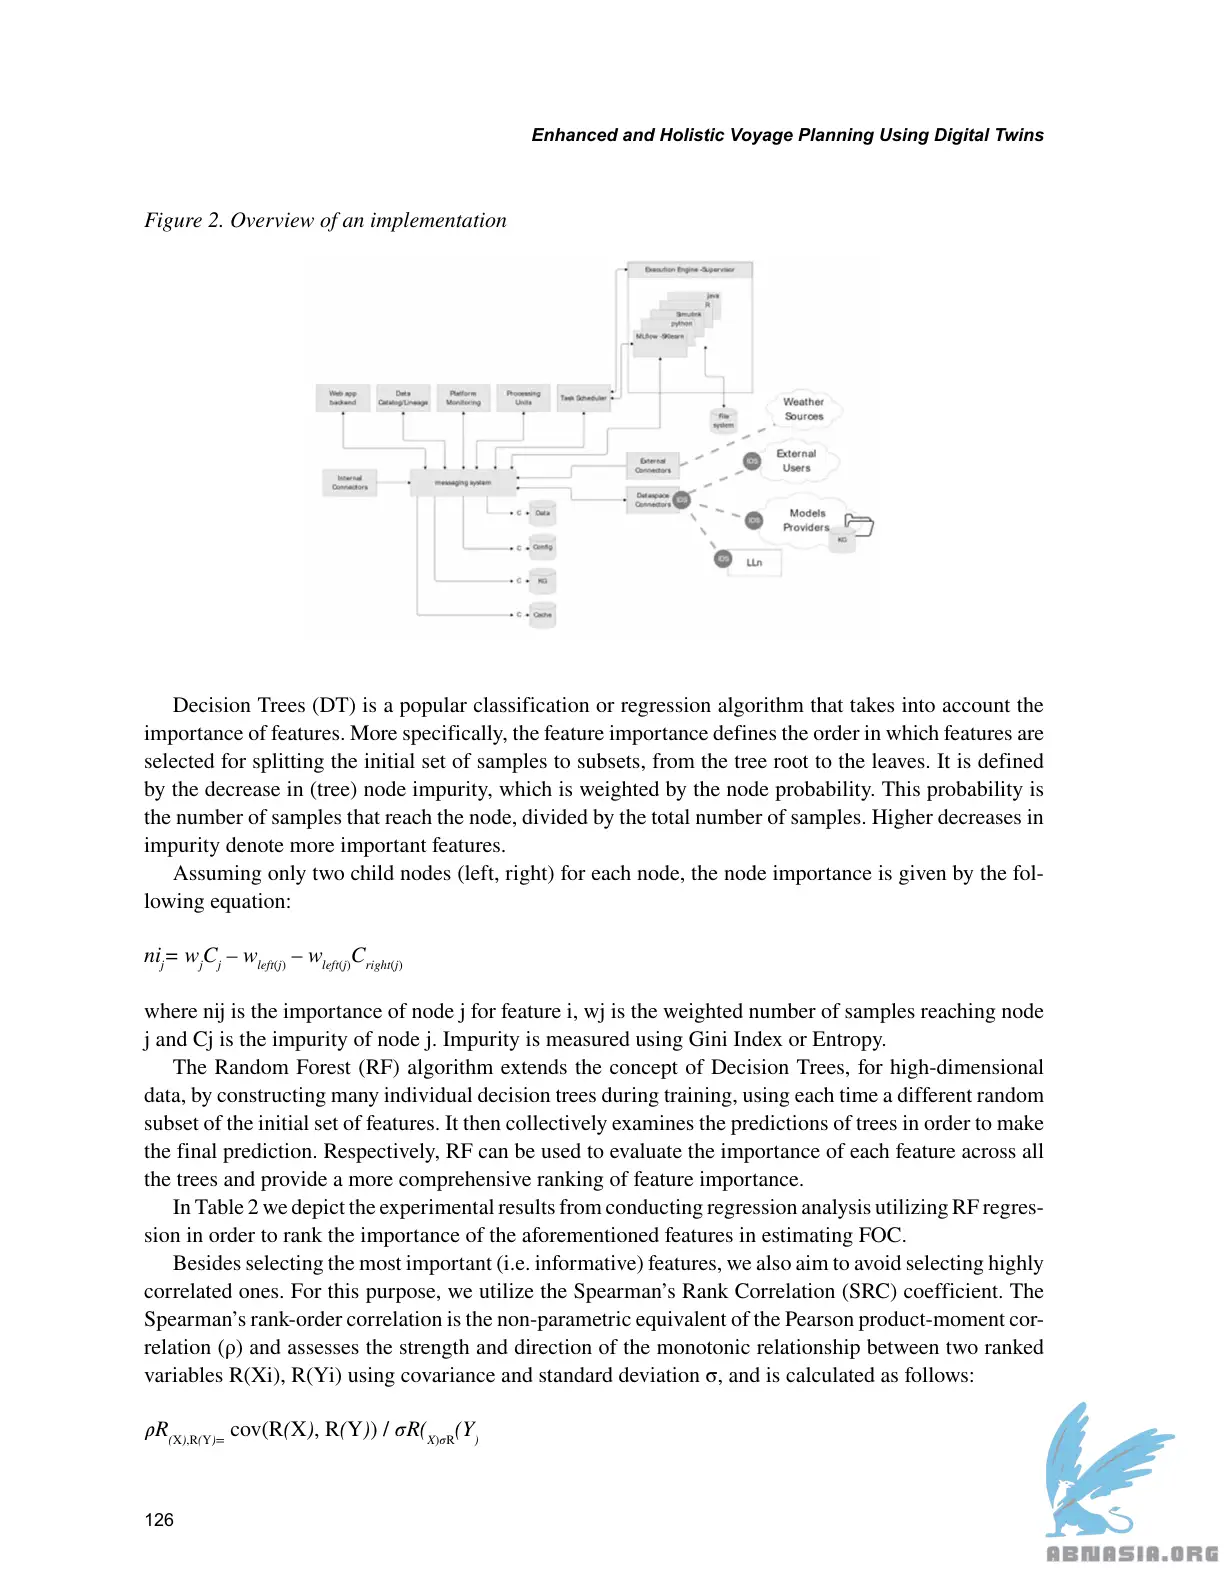 Enhanced and Holistic Voyage Planning Using Digital Twins
Figure 2. Overview of an implementation
Execution Engine -Supervisor
java
R
Simulink
python
MLflow -SKlearn
Web app
backend
Data
Catalog/Lineage
Platform
Monitoring
Processing
Units
Task Scheduler
File
system
Weather
Sources
External
Connectors
IDS
External
Users
Internal
Connectors
messaging system
Dataspace
Connectors
IDS
IDS
Models
Providers
KG
C
Data
C
Config
IDS
LLn
C
KG
C
Cache
Decision Trees (DT) is a popular classification or regression algorithm that takes into account the
importance of features. More specifically, the feature importance defines the order in which features are
selected for splitting the initial set of samples to subsets, from the tree root to the leaves. It is defined
by the decrease in (tree) node impurity, which is weighted by the node probability. This probability is
the number of samples that reach the node, divided by the total number of samples. Higher decreases in
impurity denote more important features.
Assuming only two child nodes (left, right) for each node, the node importance is given by the fol-
lowing equation:
ni_j= w_jC_j – w_left(j) – w_left(j)C_right(j)
where nij is the importance of node j for feature i, wj is the weighted number of samples reaching node
j and Cj is the impurity of node j. Impurity is measured using Gini Index or Entropy.
The Random Forest (RF) algorithm extends the concept of Decision Trees, for high-dimensional
data, by constructing many individual decision trees during training, using each time a different random
subset of the initial set of features. It then collectively examines the predictions of trees in order to make
the final prediction. Respectively, RF can be used to evaluate the importance of each feature across all
the trees and provide a more comprehensive ranking of feature importance.
In Table 2 we depict the experimental results from conducting regression analysis utilizing RF regres-
sion in order to rank the importance of the aforementioned features in estimating FOC.
Besides selecting the most important (i.e. informative) features, we also aim to avoid selecting highly
correlated ones. For this purpose, we utilize the Spearman’s Rank Correlation (SRC) coefficient. The
Spearman’s rank-order correlation is the non-parametric equivalent of the Pearson product-moment cor-
relation (ρ) and assesses the strength and direction of the monotonic relationship between two ranked
variables R(Xi), R(Yi) using covariance and standard deviation σ, and is calculated as follows:
ρR(X),R(Y)= cov(R(X), R(Y)) / σR(X)σR(Y)
126
ABNASIA.ORG